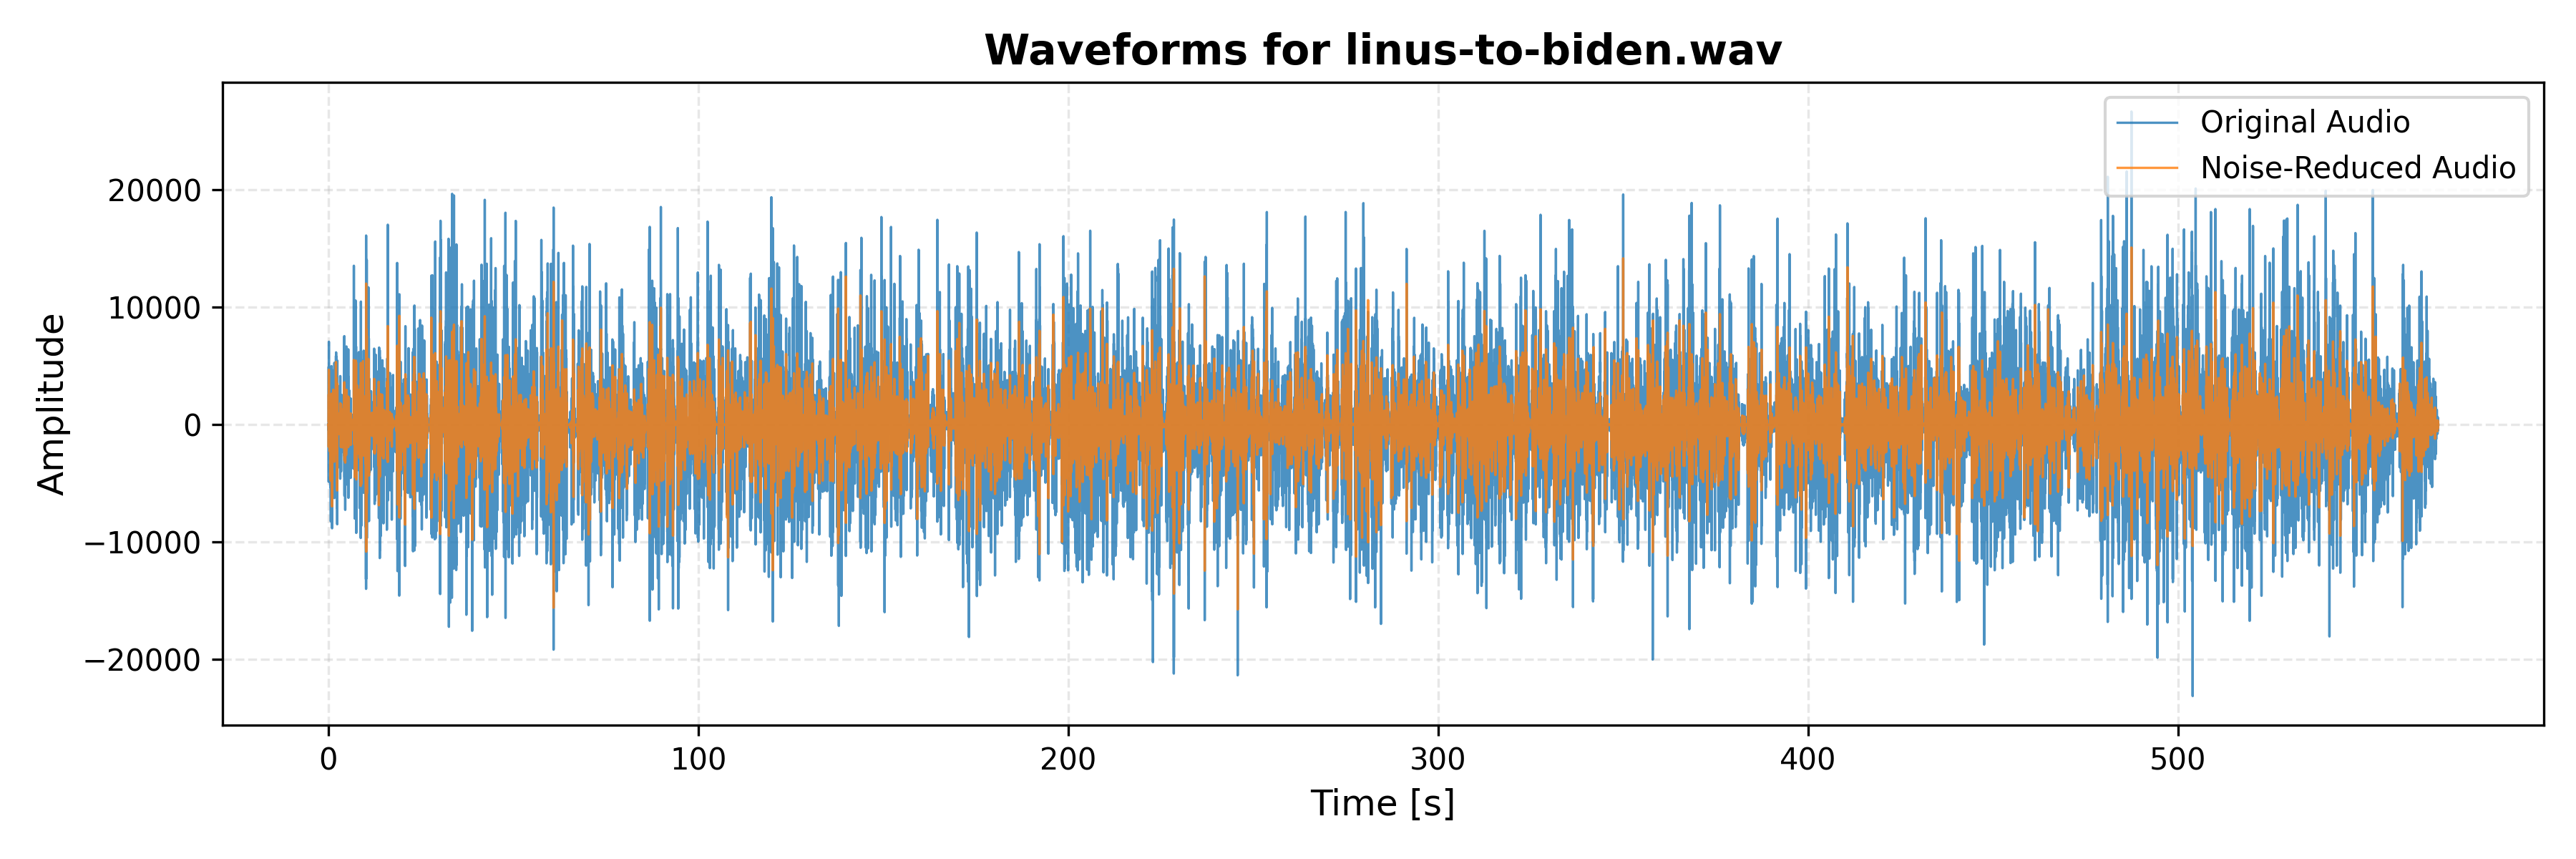 Waveforms for linus-to-biden.wav
Original Audio
Noise-Reduced Audio
Amplitude
20000
10000
0
−10000
−20000
0 100 200 300 400 500
Time [s]